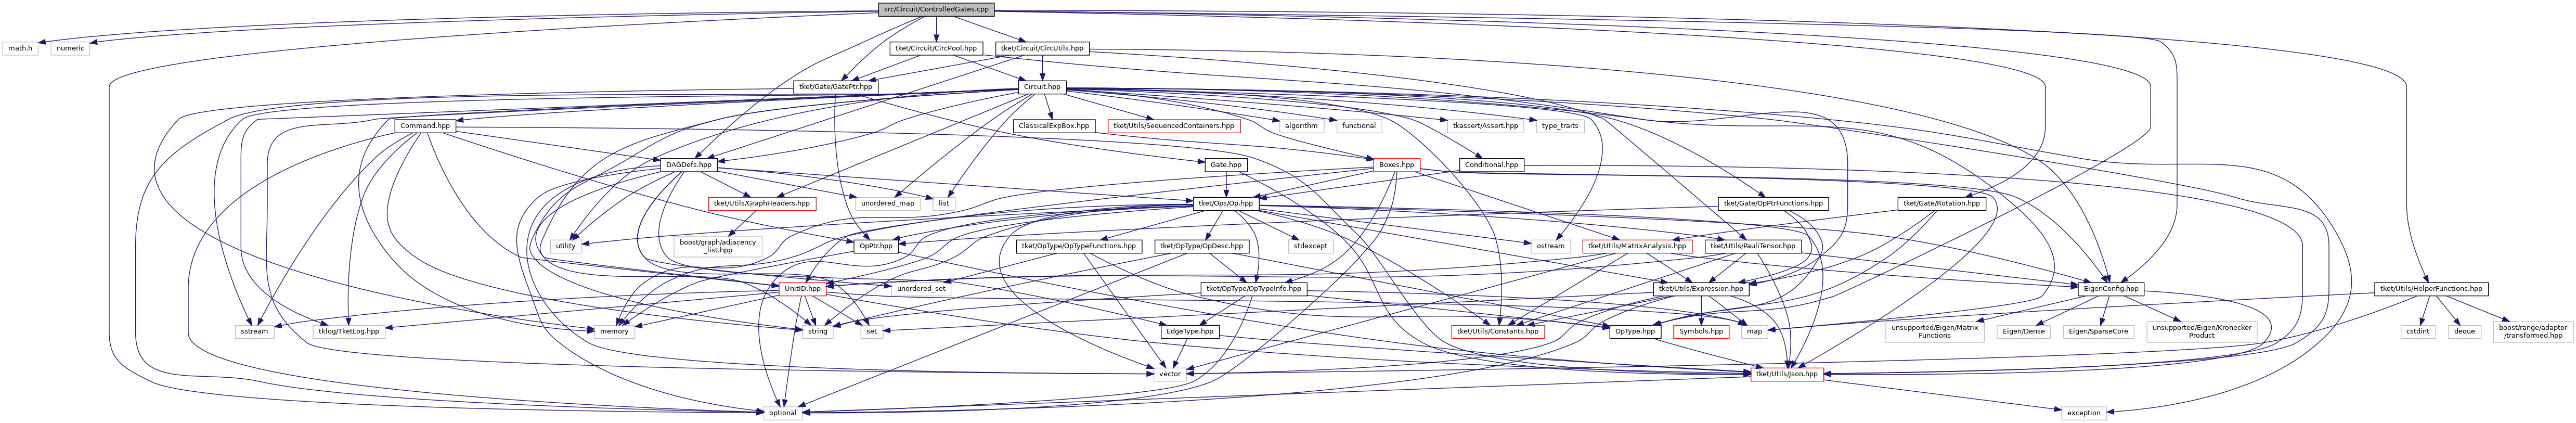 src/Circuit/ControlledGates.cpp
math.h
numeric
tket/Circuit/CircPool.hpp
tket/Circuit/CircUtils.hpp
tket/Gate/GatePtr.hpp
Circuit.hpp
Command.hpp
ClassicalExpBox.hpp
tket/Utils/SequencedContainers.hpp
algorithm
functional
tkassert/Assert.hpp
type_traits
DAGDefs.hpp
Gate.hpp
Boxes.hpp
Conditional.hpp
tket/Utils/GraphHeaders.hpp
unordered_map
list
tket/Ops/Op.hpp
tket/Gate/OpPtrFunctions.hpp
tket/Gate/Rotation.hpp
utility
boost/graph/adjacency
_list.hpp
OpPtr.hpp
tket/OpType/OpTypeFunctions.hpp
tket/OpType/OpDesc.hpp
stdexcept
ostream
tket/Utils/MatrixAnalysis.hpp
tket/Utils/PauliTensor.hpp
UnitID.hpp
unordered_set
tket/OpType/OpTypeInfo.hpp
tket/Utils/Expression.hpp
EigenConfig.hpp
tket/Utils/HelperFunctions.hpp
sstream
tklog/TketLog.hpp
memory
string
set
EdgeType.hpp
tket/Utils/Constants.hpp
OpType.hpp
Symbols.hpp
map
unsupported/Eigen/Matrix
Functions
Eigen/Dense
Eigen/SparseCore
unsupported/Eigen/Kronecker
Product
cstdint
deque
boost/range/adaptor
/transformed.hpp
vector
tket/Utils/Json.hpp
optional
exception